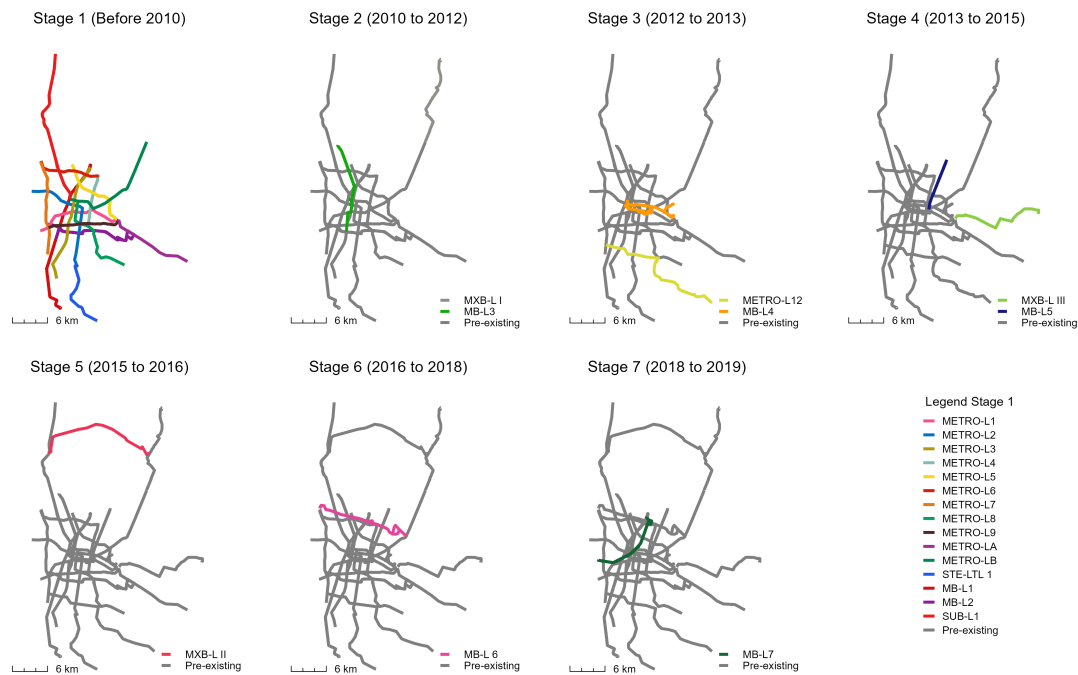 Stage 1 (Before 2010)
Stage 2 (2010 to 2012)
Stage 3 (2012 to 2013)
Stage 4 (2013 to 2015)
6 km
MXB-L I
MB-L3
Pre-existing
6 km
METRO-L12
MB-L4
Pre-existing
6 km
MXB-L III
MB-L5
Pre-existing
6 km
Stage 5 (2015 to 2016)
Stage 6 (2016 to 2018)
Stage 7 (2018 to 2019)
MXB-L II
Pre-existing
6 km
MB-L 6
Pre-existing
6 km
MB-L7
Pre-existing
6 km
Legend Stage 1
METRO-L1
METRO-L2
METRO-L3
METRO-L4
METRO-L5
METRO-L6
METRO-L7
METRO-L8
METRO-L9
METRO-LA
METRO-LB
STE-LTL 1
MB-L1
MB-L2
SUB-L1
Pre-existing